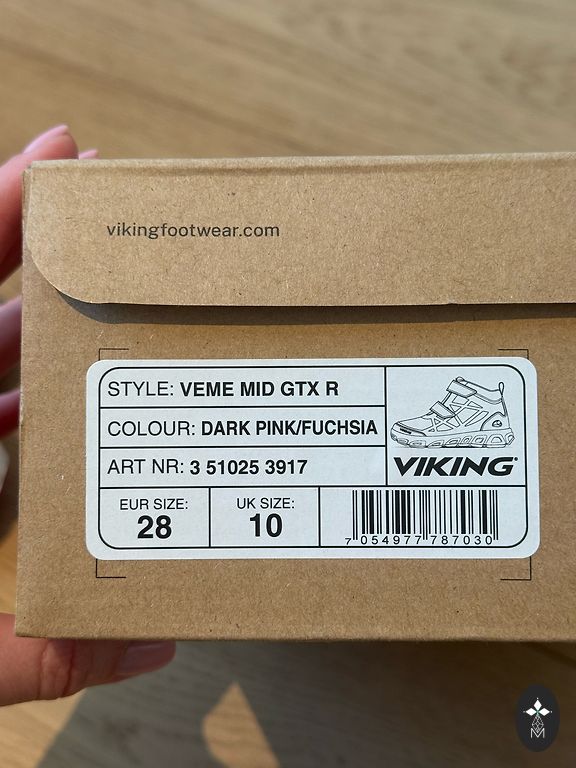 vikingfootwear.com
STYLE: VEME MID GTX R
COLOUR: DARK PINK/FUCHSIA
ART NR: 3 51025 3917
VIKING®
EUR SIZE:
28
UK SIZE:
10
7 054977 787030
M